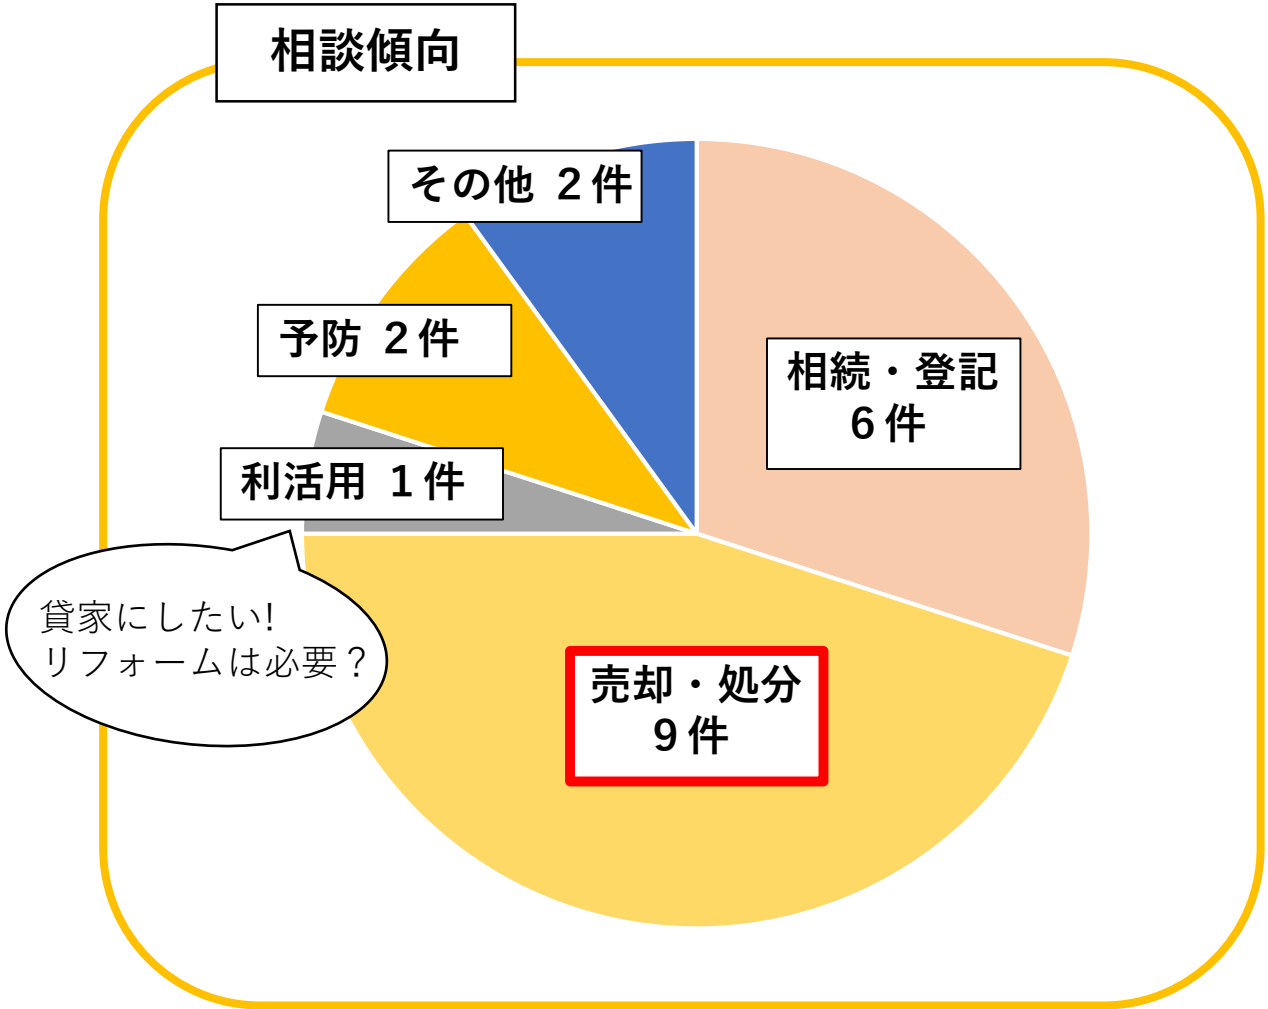 相談傾向
その他 2件
予防 2件
利活用 1件
相続・登記
6件
貸家にしたい!
リフォームは必要？
売却・処分
9件